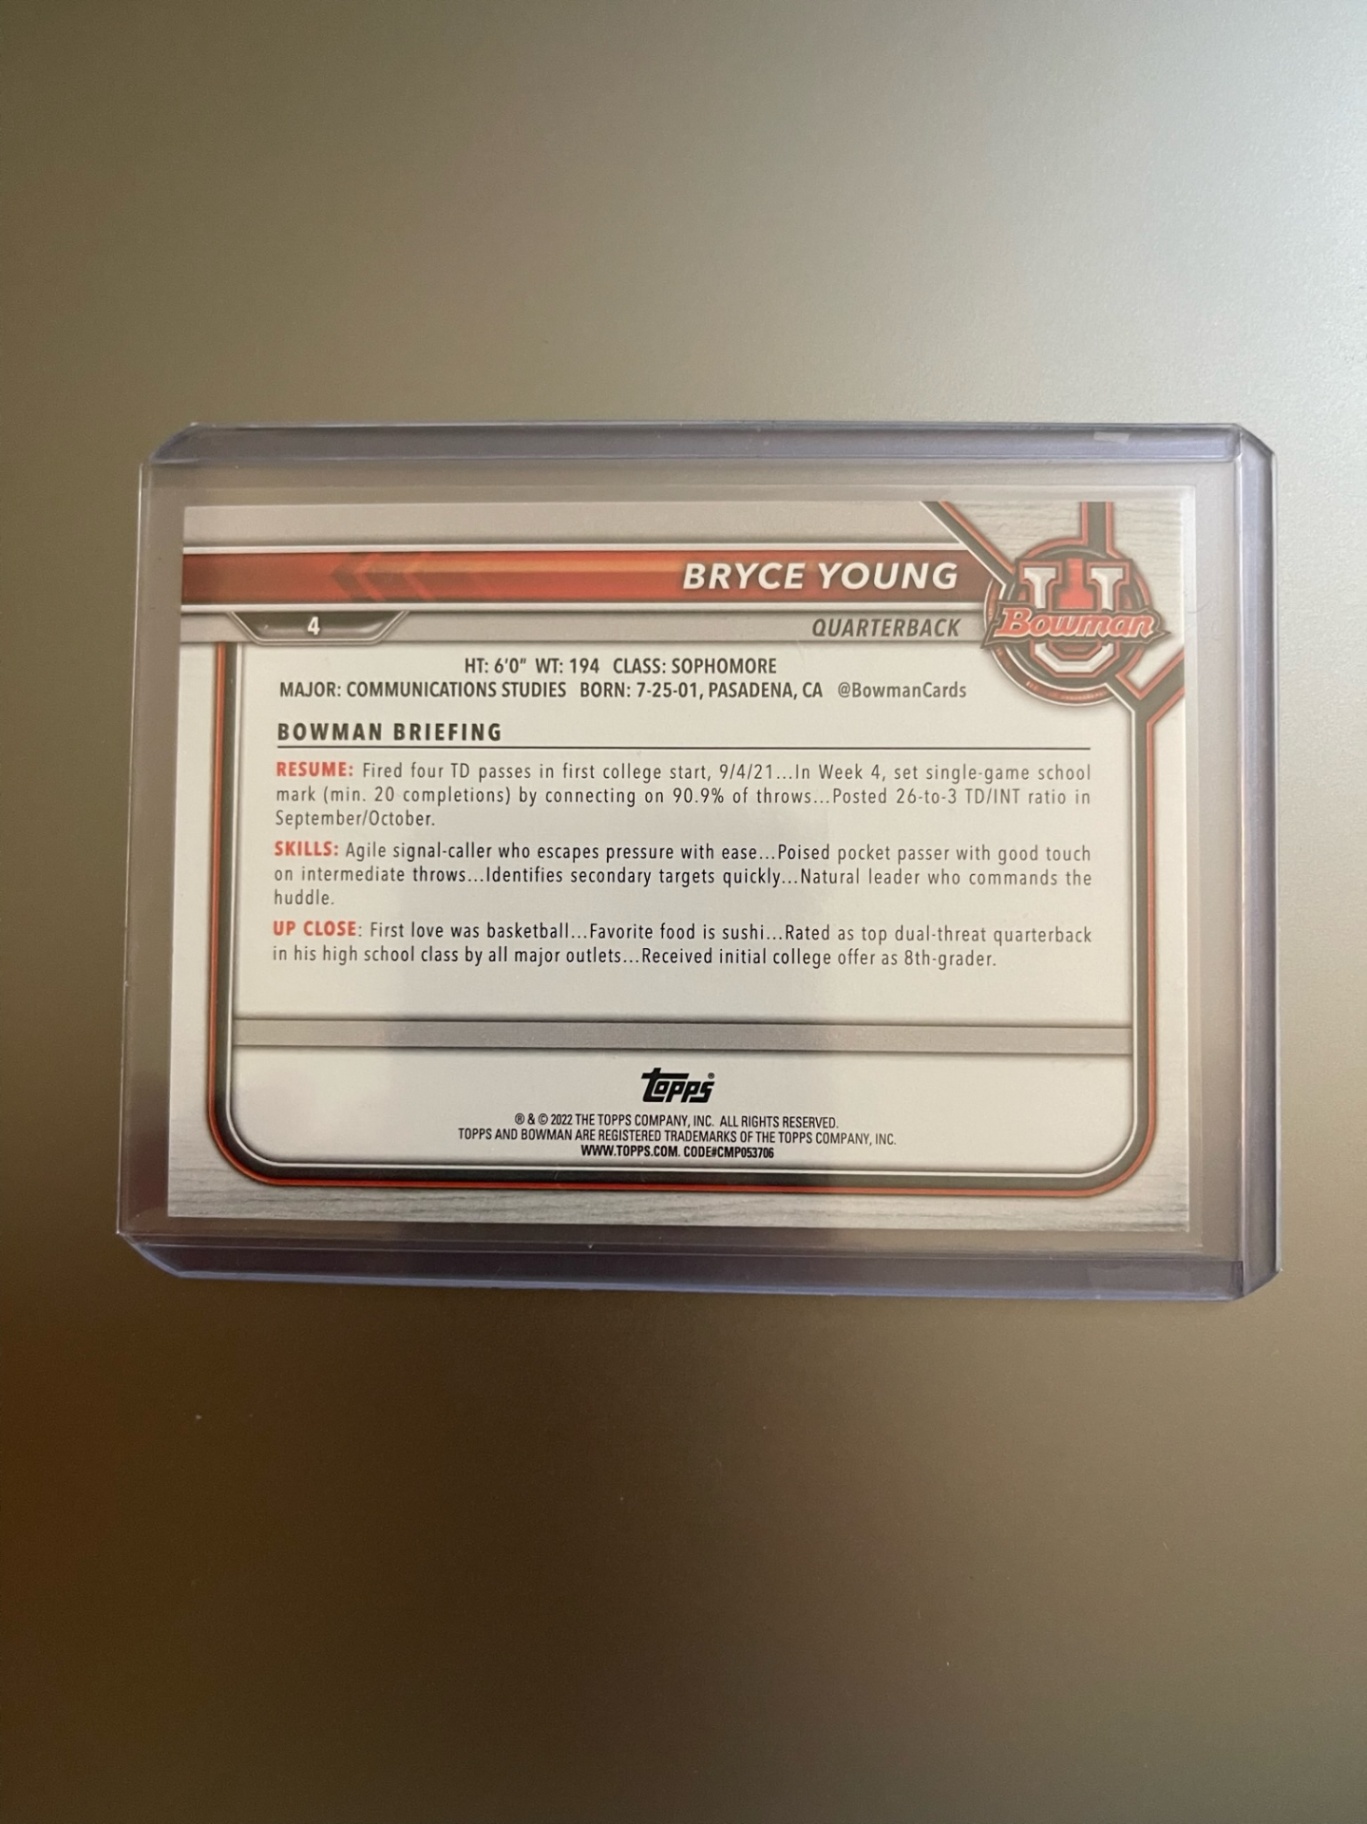 BRYCE YOUNG
4
QUARTERBACK
U
Bowman
HT: 6'0" WT: 194 CLASS: SOPHOMORE
MAJOR: COMMUNICATIONS STUDIES BORN: 7-25-01, PASADENA, CA @BowmanCards
BOWMAN BRIEFING
RESUME: Fired four TD passes in first college start, 9/4/21...In Week 4, set single-game school
mark (min. 20 completions) by connecting on 90.9% of throws...Posted 26-to-3 TD/INT ratio in
September/October.
SKILLS: Agile signal-caller who escapes pressure with ease...Poised pocket passer with good touch
on intermediate throws...Identifies secondary targets quickly...Natural leader who commands the
huddle.
UP CLOSE: First love was basketball...Favorite food is sushi...Rated as top dual-threat quarterback
in his high school class by all major outlets...Received initial college offer as 8th-grader.
Topps®
® & © 2022 THE TOPPS COMPANY, INC. ALL RIGHTS RESERVED.
TOPPS AND BOWMAN ARE REGISTERED TRADEMARKS OF THE TOPPS COMPANY, INC.
WWW.TOPPS.COM. CODE#CMP053706